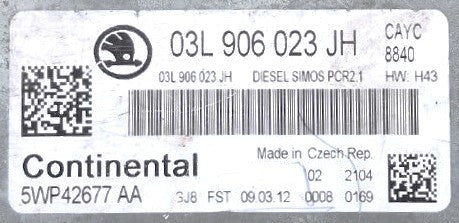 03L 906 023 JH CAYC
8840
03L 906 023 JH DIESEL SIMOS PCR2.1 HW: H43
Continental Made in Czech Rep.
02 2104
5WP42677 AA 3J8 FST 09.03.12 0008 0169